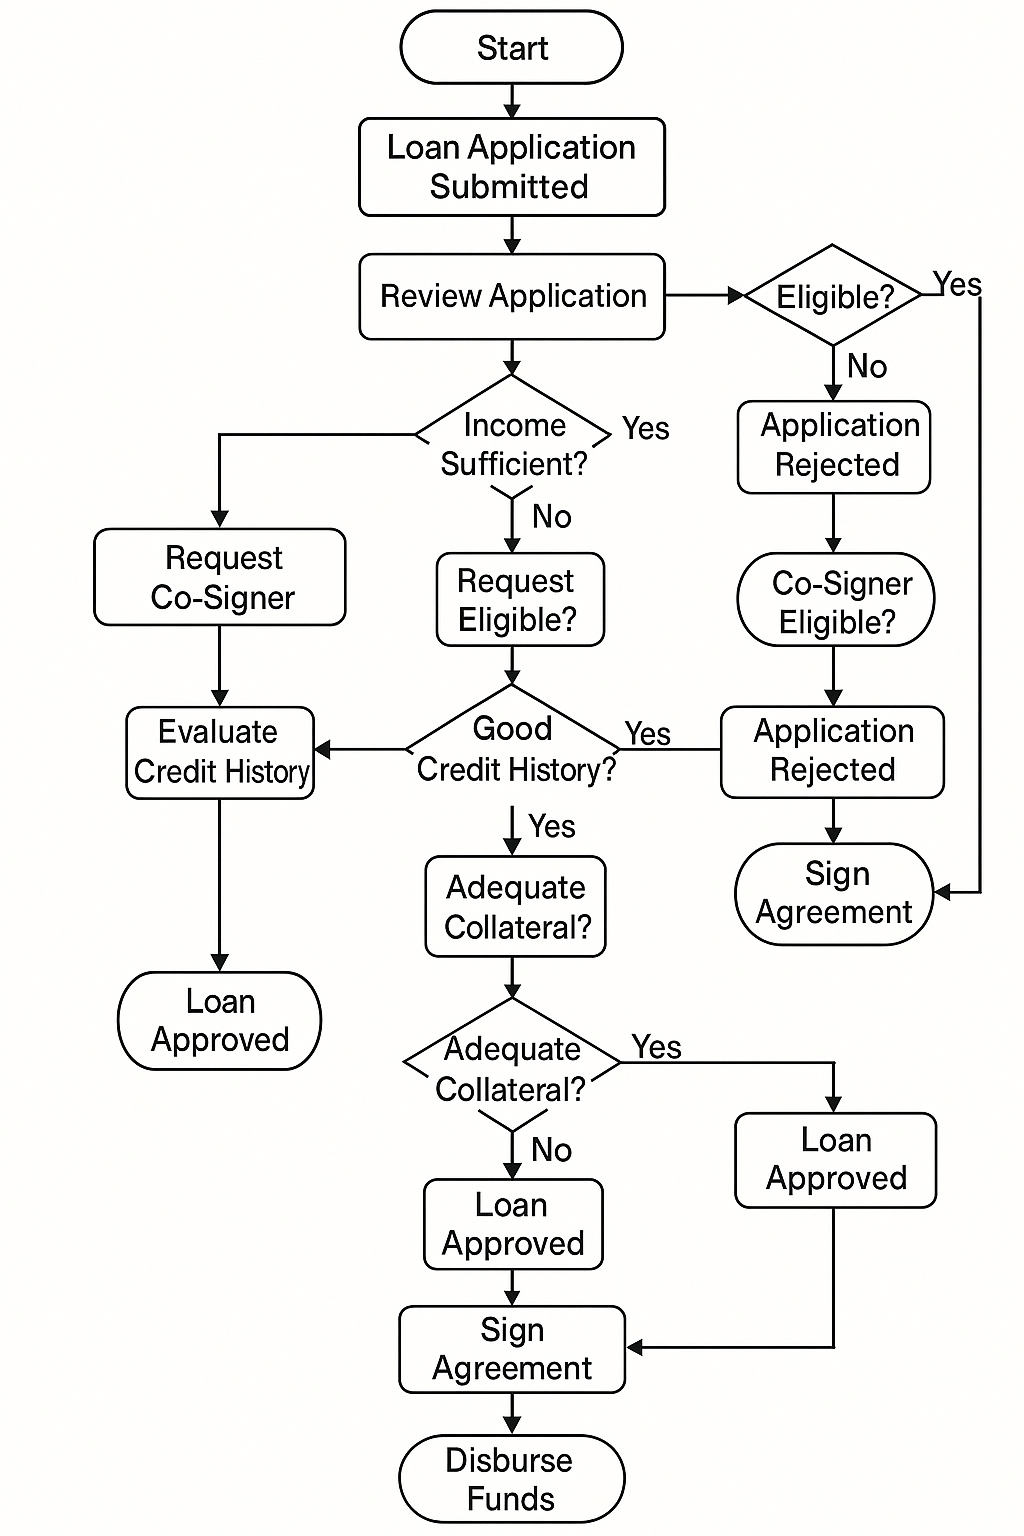 Start
Loan Application
Submitted
Review Application
Eligible?
Yes
No
Income
Sufficient?
Yes
No
Application
Rejected
Request
Co-Signer
Request
Eligible?
Co-Signer
Eligible?
Evaluate
Credit History
Good
Credit History?
Yes
Application
Rejected
Yes
Adequate
Collateral?
Sign
Agreement
Loan
Approved
Adequate
Collateral?
Yes
No
Loan
Approved
Loan
Approved
Sign
Agreement
Disburse
Funds